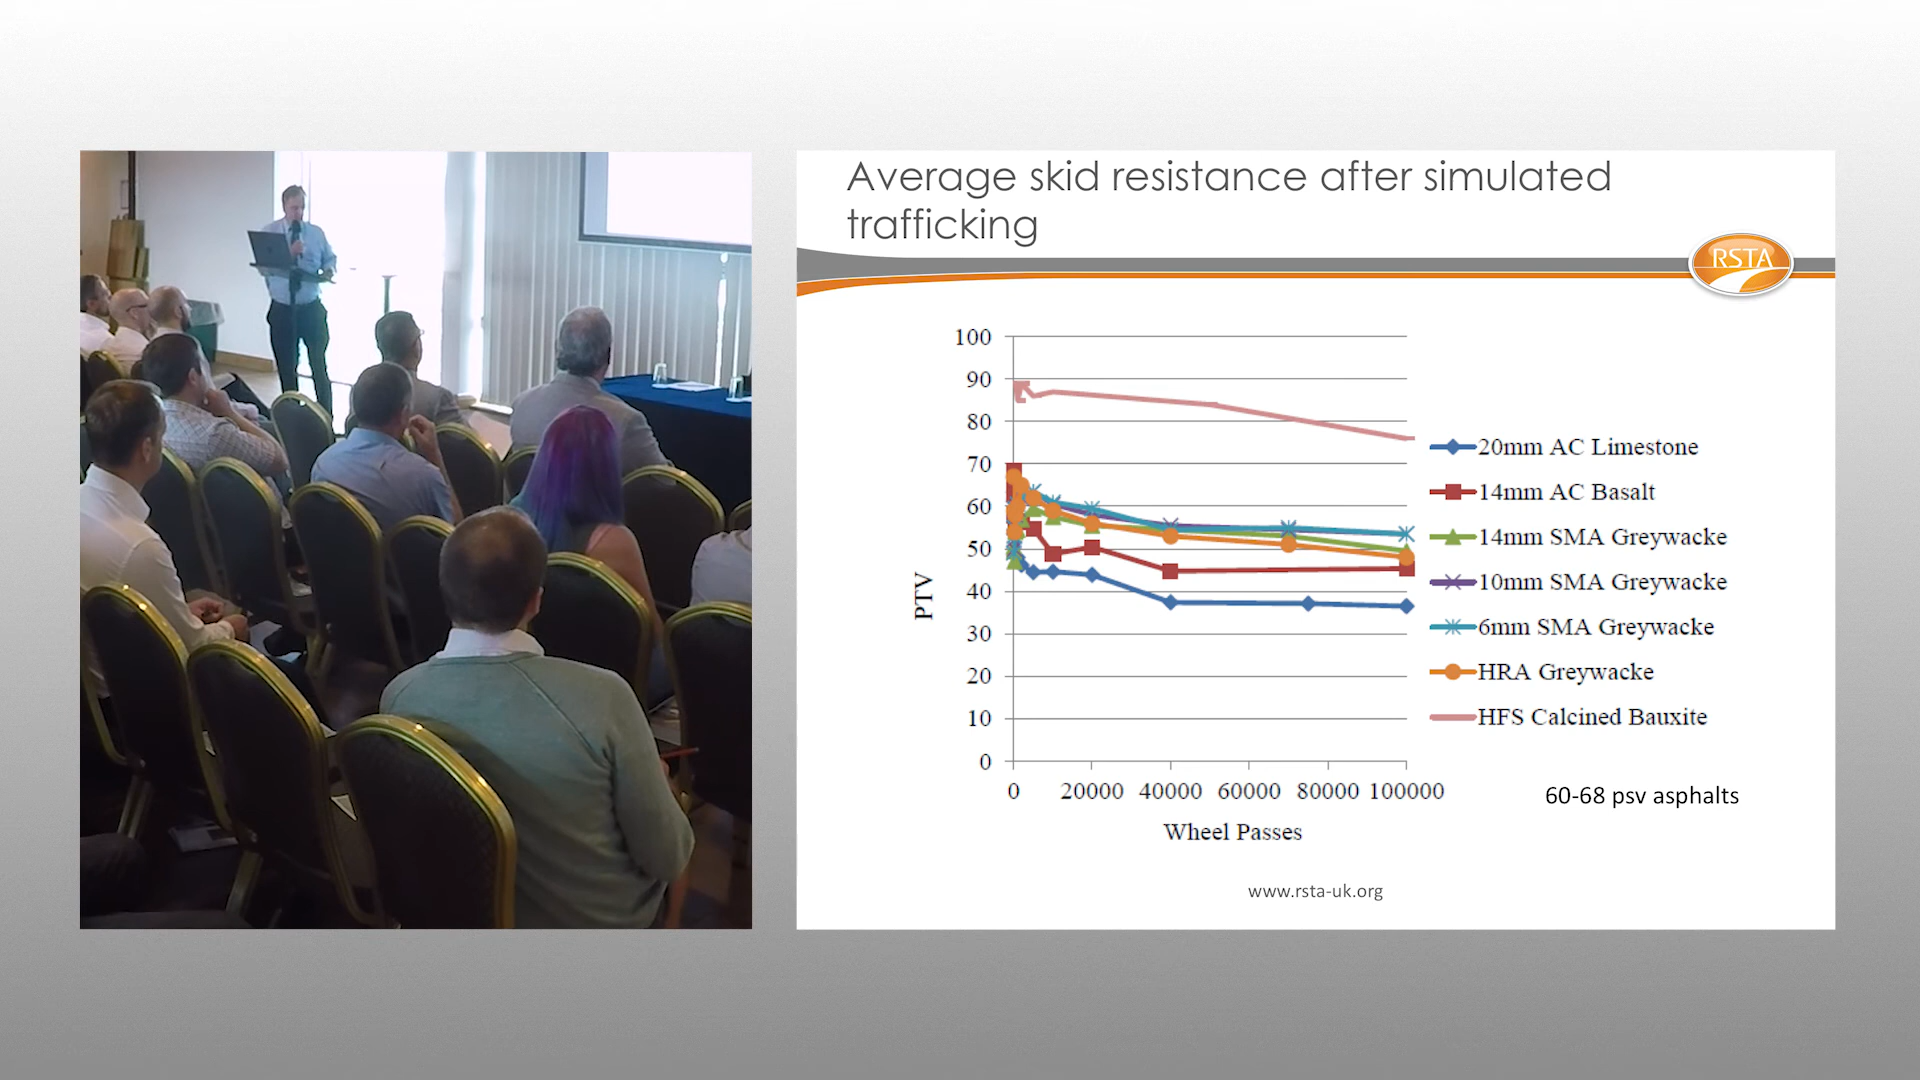 Average skid resistance after simulated
trafficking
RSTA
100
90
80
70
60
50
40
30
20
10
0
PTV
0 20000 40000 60000 80000 100000
Wheel Passes
20mm AC Limestone
14mm AC Basalt
14mm SMA Greywacke
10mm SMA Greywacke
6mm SMA Greywacke
HRA Greywacke
HFS Calcined Bauxite
60-68 psv asphalts
www.rsta-uk.org